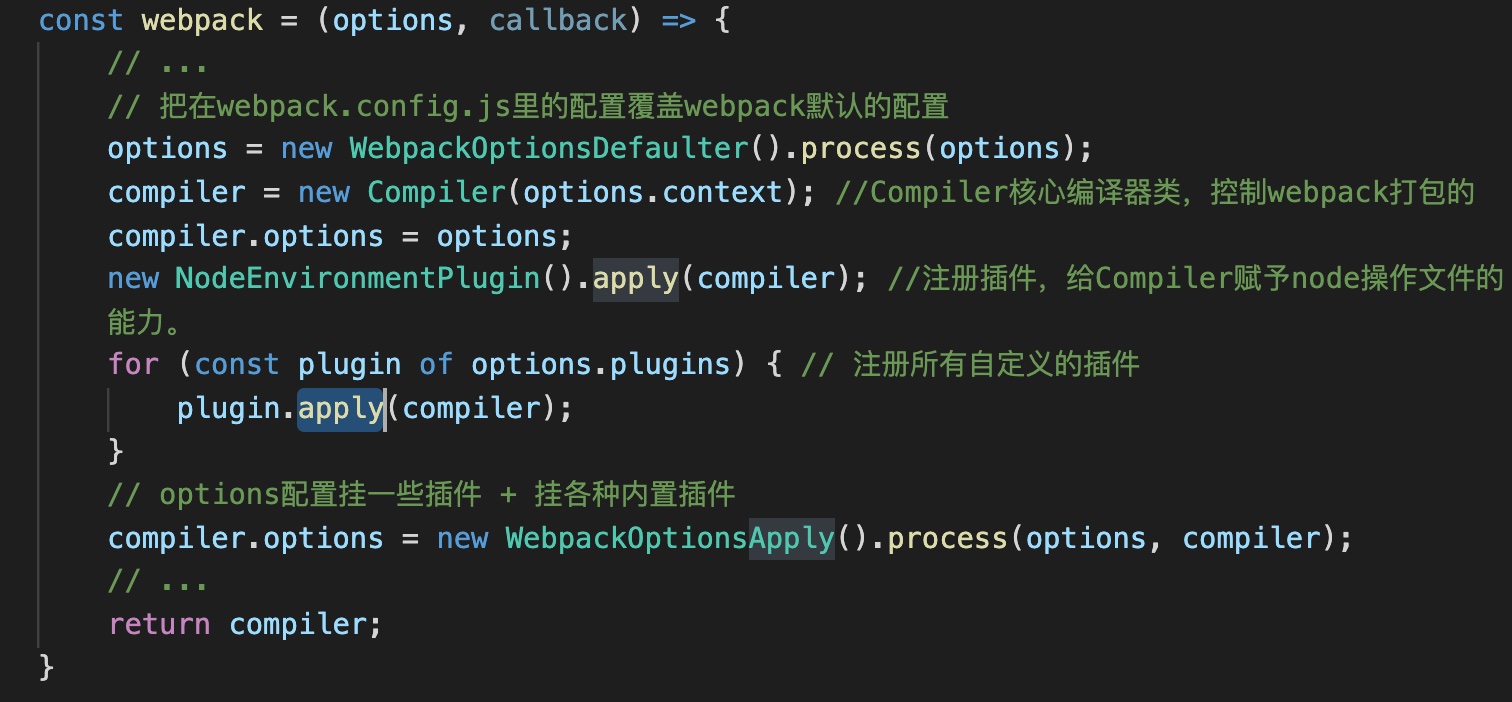 const webpack = (options, callback) => {
// ...
// 把在webpack.config.js里的配置覆盖webpack默认的配置
options = new WebpackOptionsDefaulter().process(options);
compiler = new Compiler(options.context); //Compiler核心编译器类，控制webpack打包的
compiler.options = options;
new NodeEnvironmentPlugin().apply(compiler); //注册插件，给Compiler赋予node操作文件的
能力。
for (const plugin of options.plugins) { // 注册所有自定义的插件
plugin.apply(compiler);
}
// options配置挂一些插件 + 挂各种内置插件
compiler.options = new WebpackOptionsApply().process(options, compiler);
// ...
return compiler;
}